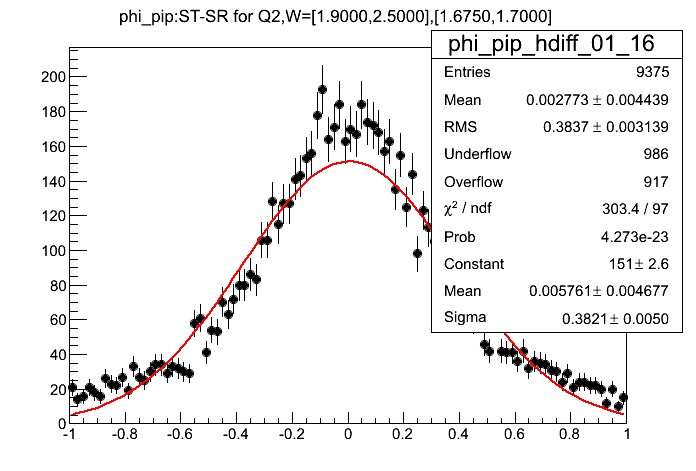 phi_pip:ST-SR for Q2,W=[1.9000,2.5000],[1.6750,1.7000]
phi_pip_hdiff_01_16
Entries 9375
Mean 0.002773 ± 0.004439
RMS 0.3837 ± 0.003139
Underflow 986
Overflow 917
χ² / ndf 303.4 / 97
Prob 4.273e-23
Constant 151 ± 2.6
Mean 0.005761 ± 0.004677
Sigma 0.3821 ± 0.0050
200
180
160
140
120
100
80
60
40
20
0
-1 -0.8 -0.6 -0.4 -0.2 0 0.2 0.4 0.6 0.8 1